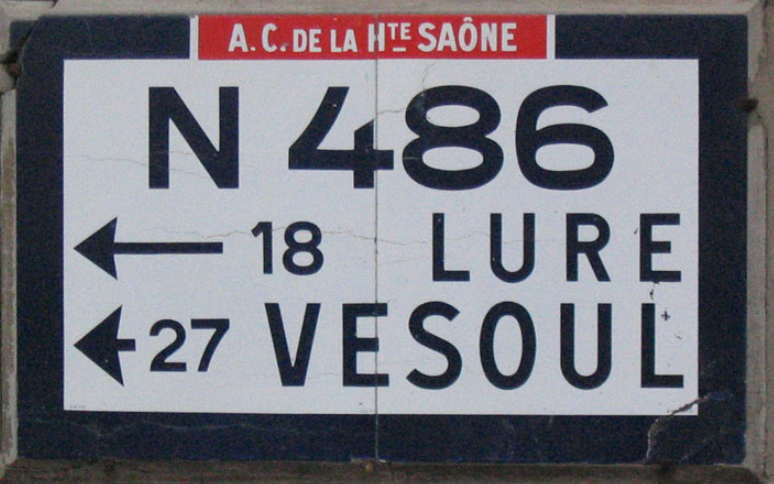 A.C. DE LA HTE SAÔNE
N 486
18 LURE
27 VESOUL